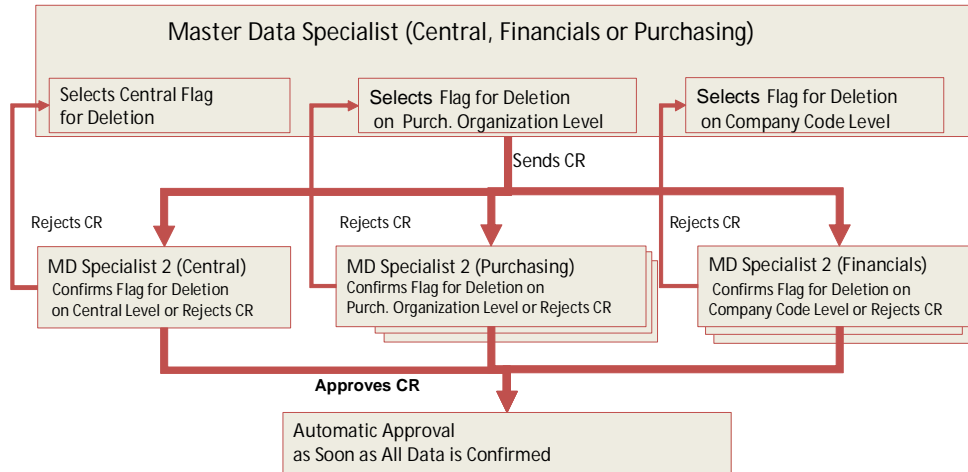 Master Data Specialist (Central, Financials or Purchasing)
Selects Central Flag
for Deletion
Selects Flag for Deletion
on Purch. Organization Level
Selects Flag for Deletion
on Company Code Level
Sends CR
Rejects CR
Rejects CR
Rejects CR
MD Specialist 2 (Central)
Confirms Flag for Deletion
on Central Level or Rejects CR
MD Specialist 2 (Purchasing)
Confirms Flag for Deletion on
Purch. Organization Level or Rejects CR
MD Specialist 2 (Financials)
Confirms Flag for Deletion on
Company Code Level or Rejects CR
Approves CR
Automatic Approval
as Soon as All Data is Confirmed